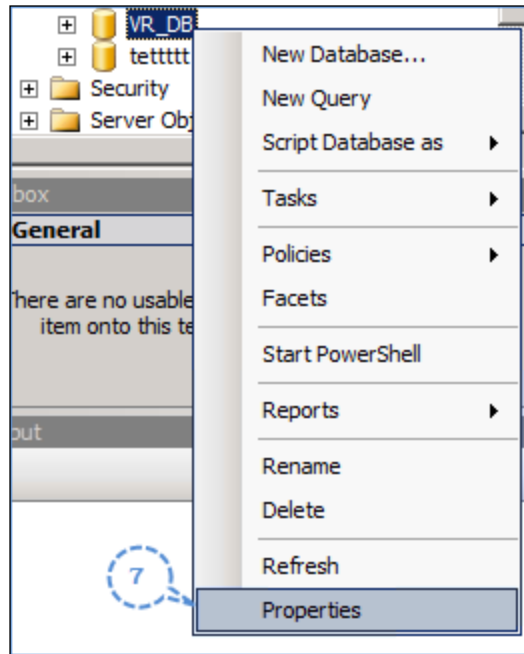 VR_DB
tettttt
Security
Server Obj
box
General
here are no usable
item onto this te
put
New Database...
New Query
Script Database as
Tasks
Policies
Facets
Start PowerShell
Reports
Rename
Delete
Refresh
Properties
7